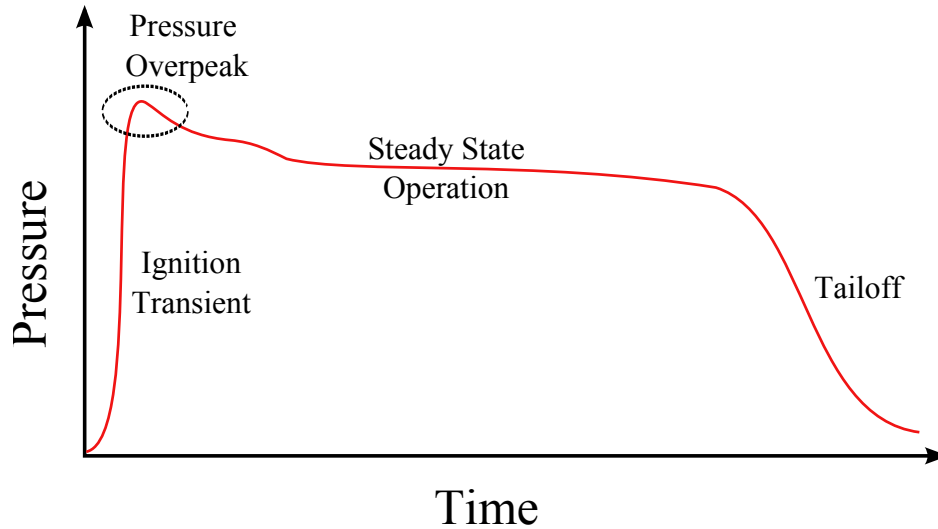 Pressure
Overpeak
Steady State
Operation
Ignition
Transient
Tailoff
Pressure
Time